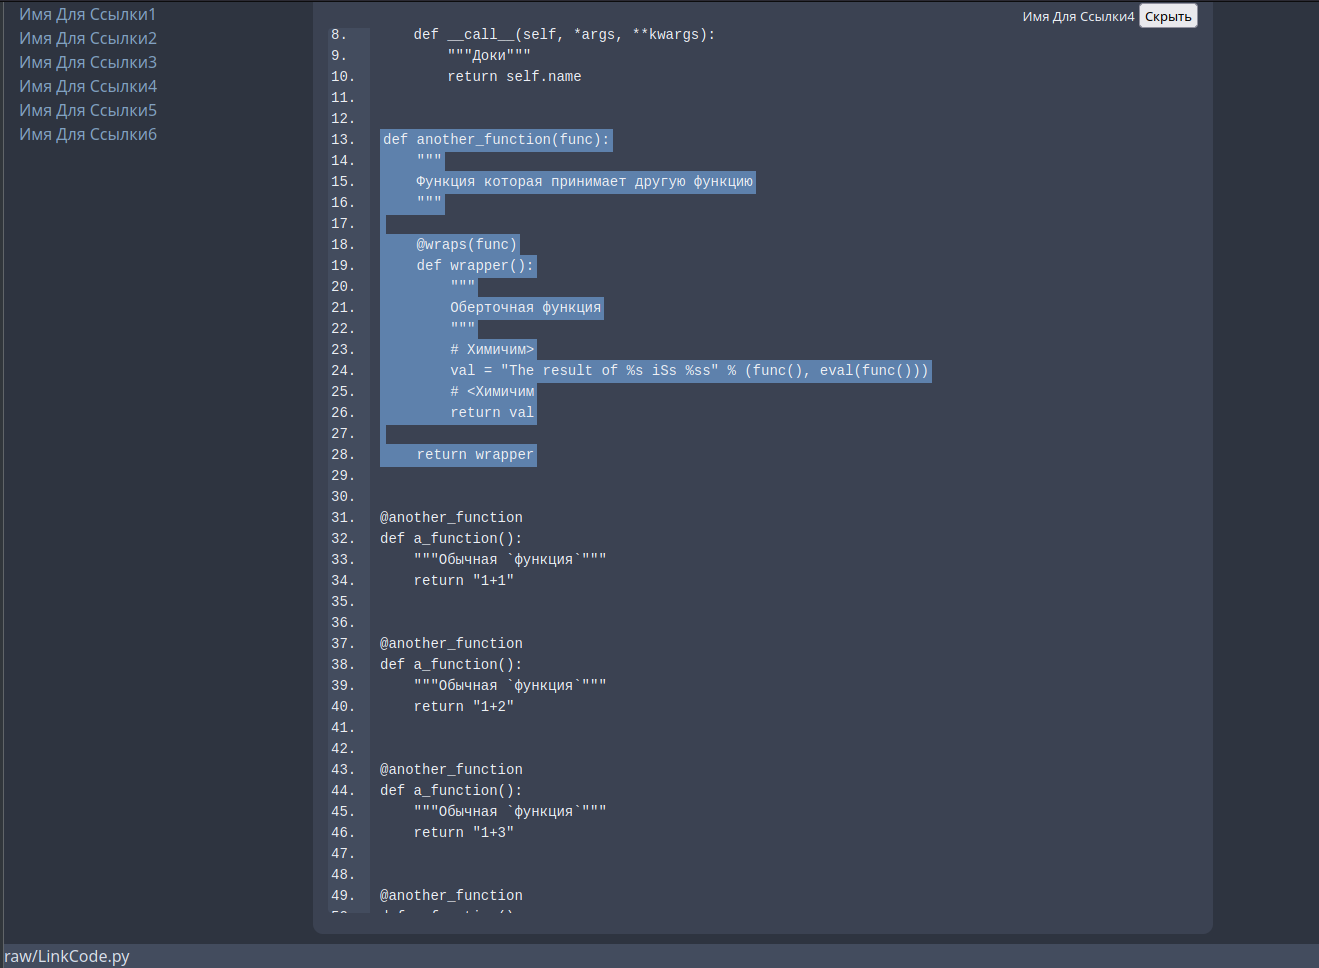 Имя Для Ссылки1
Имя Для Ссылки2
Имя Для Ссылки3
Имя Для Ссылки4
Имя Для Ссылки5
Имя Для Ссылки6
Имя Для Ссылки4 Скрыть
8.     def __call__(self, *args, **kwargs):
9.         """Доки"""
10.         return self.name
11.
12.
13. def another_function(func):
14.     """
15.     Функция которая принимает другую функцию
16.     """
17.
18.     @wraps(func)
19.     def wrapper():
20.         """
21.         Оберточная функция
22.         """
23.         # Химичим>
24.         val = "The result of %s iSs %ss" % (func(), eval(func()))
25.         # <Химичим
26.         return val
27.
28.     return wrapper
29.
30.
31. @another_function
32. def a_function():
33.     """Обычная `функция`"""
34.     return "1+1"
35.
36.
37. @another_function
38. def a_function():
39.     """Обычная `функция`"""
40.     return "1+2"
41.
42.
43. @another_function
44. def a_function():
45.     """Обычная `функция`"""
46.     return "1+3"
47.
48.
49. @another_function
raw/LinkCode.py